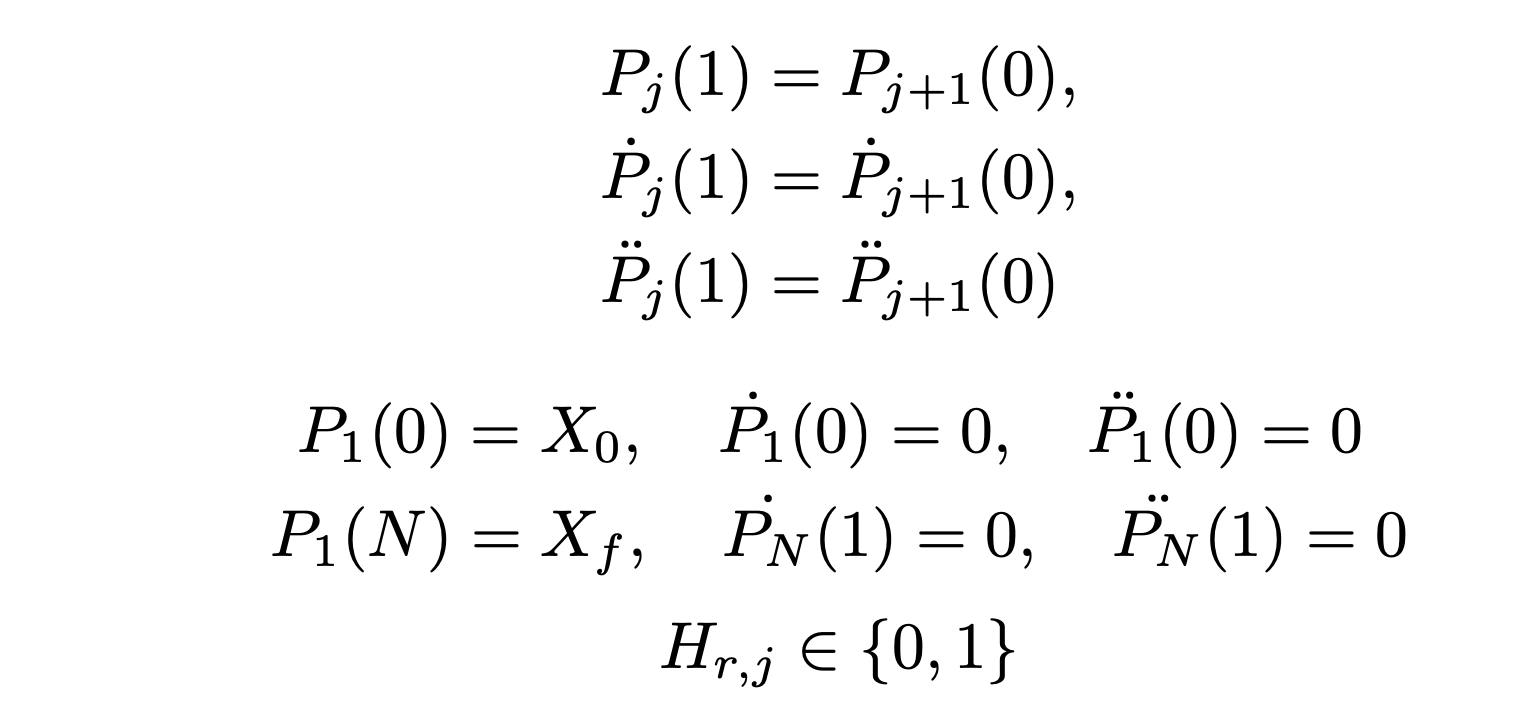 $P_j(1) = P_{j+1}(0),$
$\dot{P}_j(1) = \dot{P}_{j+1}(0),$
$\ddot{P}_j(1) = \ddot{P}_{j+1}(0)$
$P_1(0) = X_0, \quad \dot{P}_1(0) = 0, \quad \ddot{P}_1(0) = 0$
$P_1(N) = X_f, \quad \dot{P_N}(1) = 0, \quad \ddot{P_N}(1) = 0$
$H_{r,j} \in \{0, 1\}$